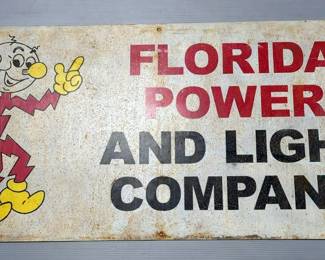 FLORIDA
POWER
AND LIGH
COMPAN